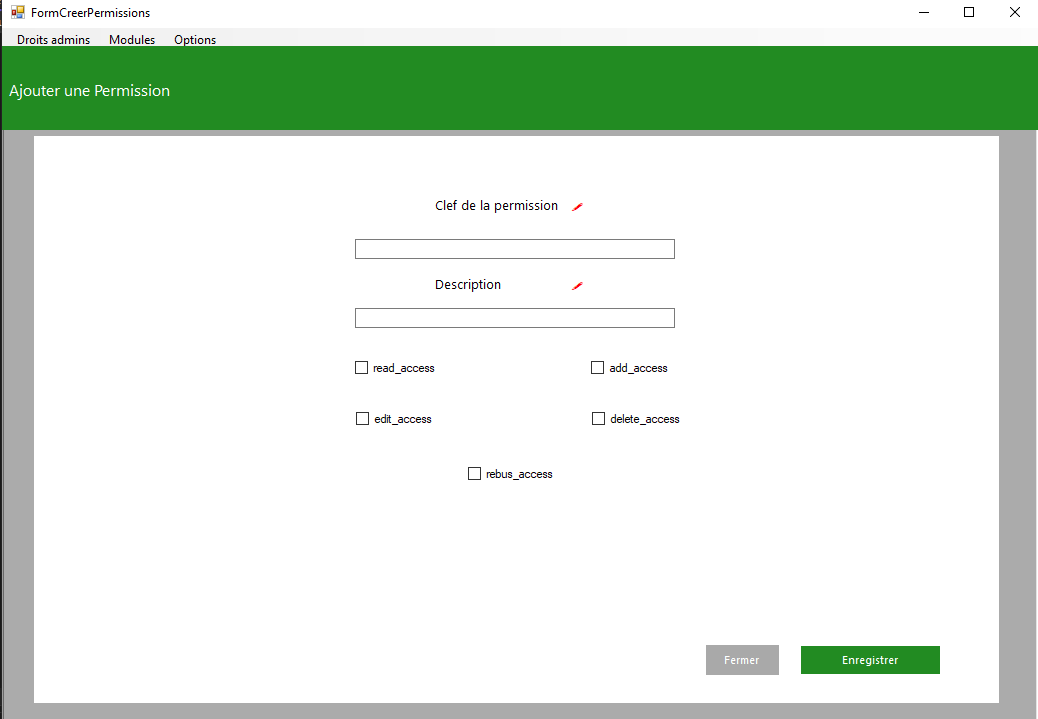 FormCreerPermissions
Droits admins Modules Options
Ajouter une Permission
Clef de la permission
Description
read_access add_access
edit_access delete_access
rebus_access
Fermer Enregistrer